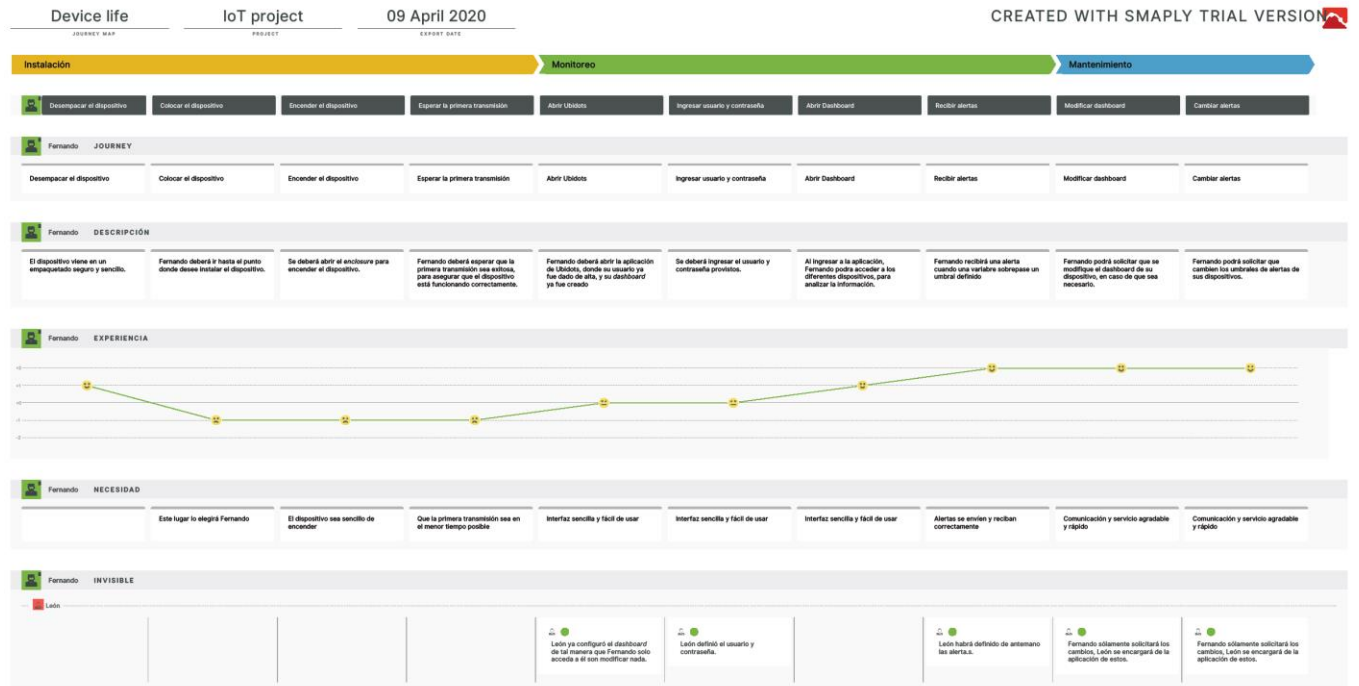 Device life
JOURNEY MAP
IoT project
PROJECT
09 April 2020
EXPORT DATE
CREATED WITH SMAPLY TRIAL VERSION
Instalación
Monitoreo
Mantenimiento
Desempacar el dispositivo
Colocar el dispositivo
Encender el dispositivo
Esperar la primera transmisión
Abrir Ubidots
Ingresar usuario y contraseña
Abrir Dashboard
Recibir alertas
Modificar dashboard
Cambiar alertas
Fernando JOURNEY
Desempacar el dispositivo
Colocar el dispositivo
Encender el dispositivo
Esperar la primera transmisión
Abrir Ubidots
Ingresar usuario y contraseña
Abrir Dashboard
Recibir alertas
Modificar dashboard
Cambiar alertas
Fernando DESCRIPCIÓN
El dispositivo viene en un
empaquetado seguro y sencillo.
Fernando deberá ir hasta el punto
donde desee instalar el dispositivo.
Se deberá abrir el enclosure para
encender el dispositivo.
Fernando deberá esperar que la
primera transmisión sea exitosa,
para asegurar que el dispositivo
está funcionando correctamente.
Fernando deberá abrir la aplicación
de Ubidots, donde su usuario ya
fue dado de alta, y su dashboard
ya fue creado
Se deberá ingresar el usuario y
contraseña provistos.
Al ingresar a la aplicación,
Fernando podra acceder a los
diferentes dispositivos, para
analizar la información.
Fernando recibirá una alerta
cuando una variabre sobrepase un
umbral definido
Fernando podrá solicitar que se
modifique el dashboard de su
dispositivo, en caso de que sea
necesario.
Fernando podrá solicitar que
cambien los umbrales de alertas de
sus dispositivos.
Fernando EXPERIENCIA
Fernando NECESIDAD
Este lugar lo elegirá Fernando
El dispositivo sea sencillo de
encender
Que la primera transmisión sea en
el menor tiempo posible
Interfaz sencilla y fácil de usar
Interfaz sencilla y fácil de usar
Interfaz sencilla y fácil de usar
Alertas se envíen y reciban
correctamente
Comunicación y servicio agradable
y rápido
Comunicación y servicio agradable
y rápido
Fernando INVISIBLE
León
León ya configuró el dashboard
de tal manera que Fernando solo
acceda a él son modificar nada.
León definió el usuario y
contraseña.
León habrá definido de antemano
las alerta.s.
Fernando sólamente solicitará los
cambios, León se encargará de la
aplicación de estos.
Fernando sólamente solicitará los
cambios, León se encargará de la
aplicación de estos.